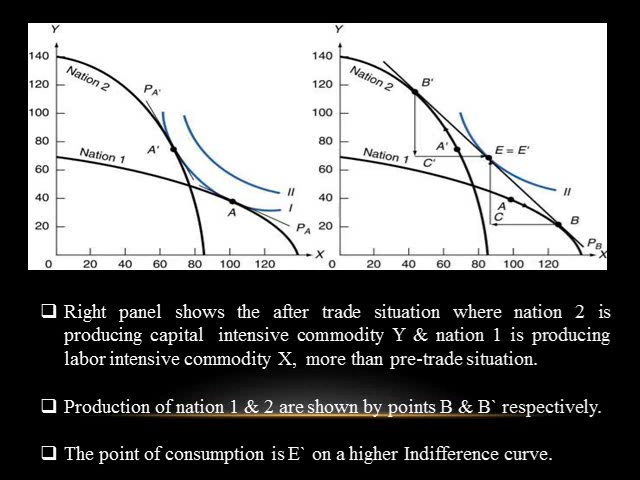 Y
Y
140
120
100
80
60
40
20
0
20
40
60
80
100
120
X
Nation 2
Nation 1
PA'
A'
A
II
I
PA
140
120
100
80
60
40
20
0
20
40
60
80
100
120
X
Nation 2
Nation 1
B'
A'
E = E'
C'
II
A
C
B
PB
❑ Right panel shows the after trade situation where nation 2 is
producing capital intensive commodity Y & nation 1 is producing
labor intensive commodity X, more than pre-trade situation.
❑ Production of nation 1 & 2 are shown by points B & B` respectively.
❑ The point of consumption is E` on a higher Indifference curve.